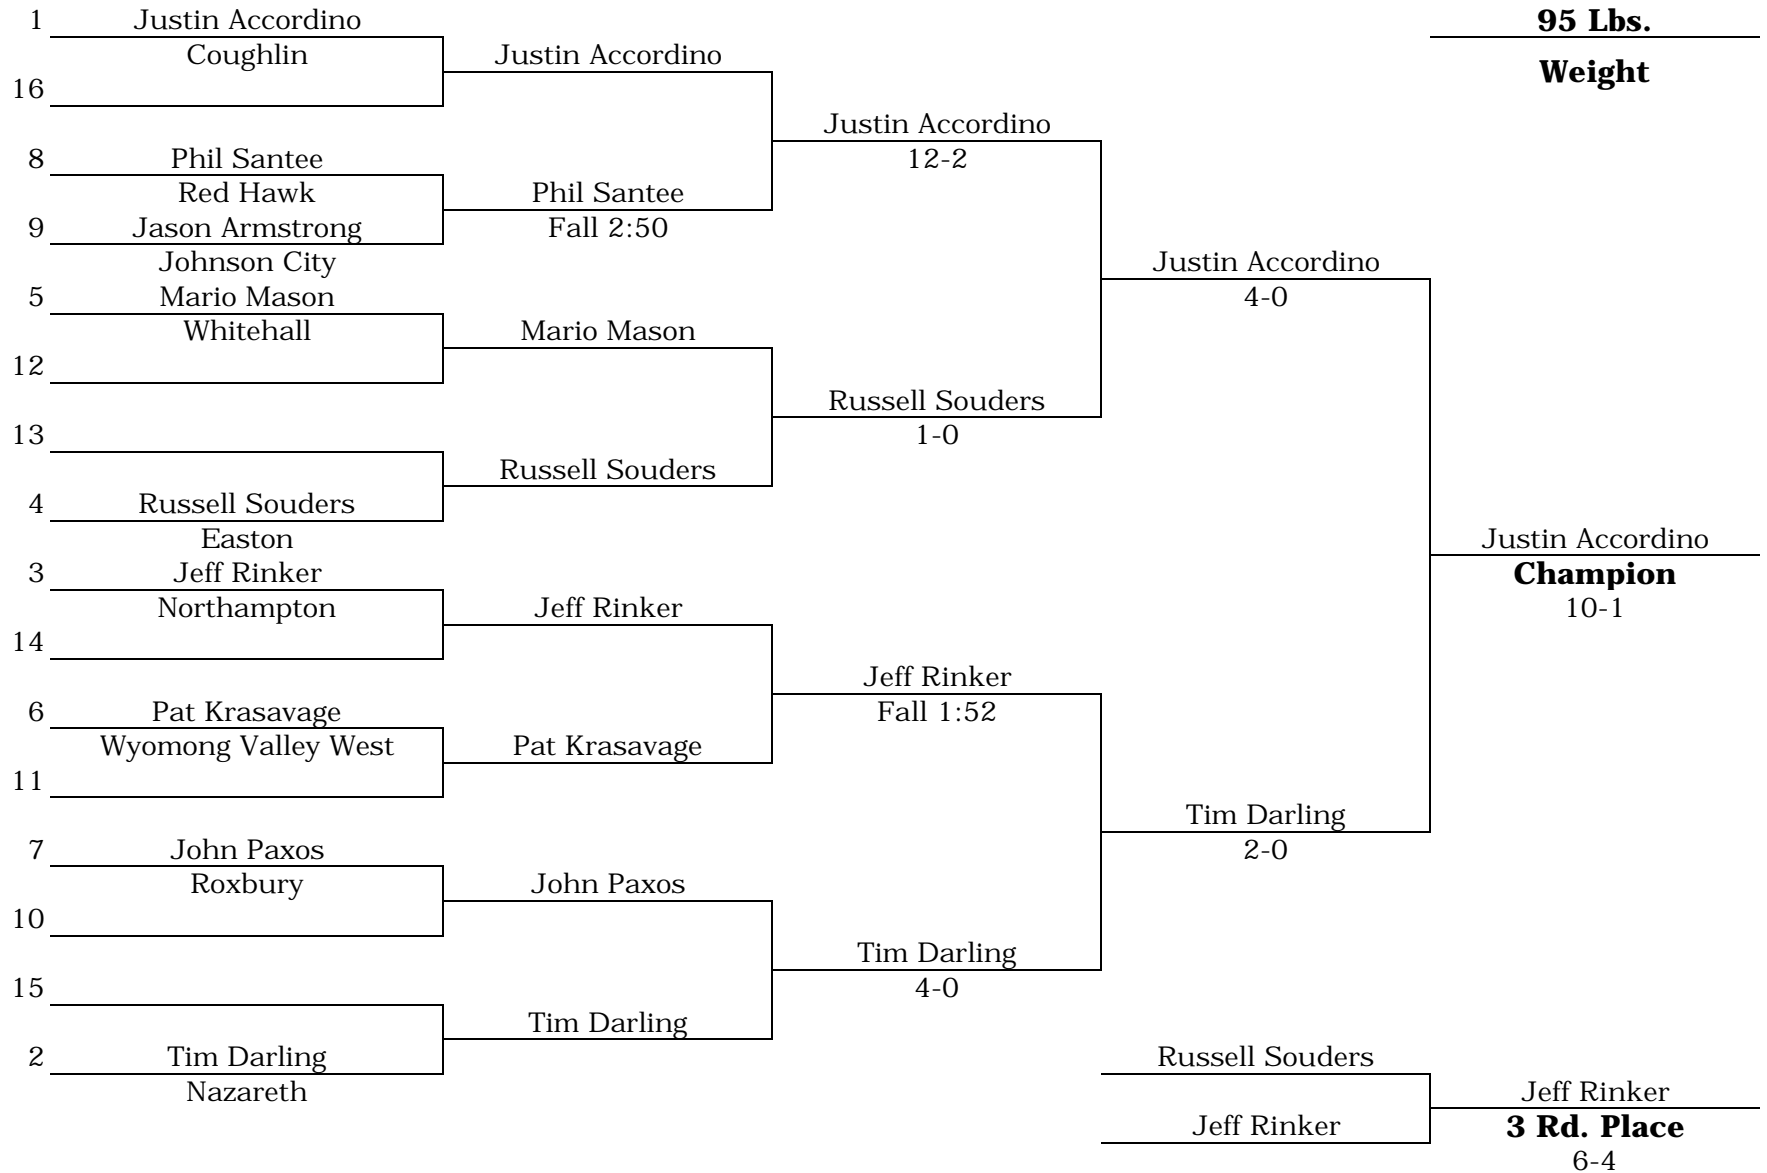 1 Justin Accordino
Coughlin
16
8 Phil Santee
Red Hawk
9 Jason Armstrong
Johnson City
5 Mario Mason
Whitehall
12
13
4 Russell Souders
Easton
3 Jeff Rinker
Northampton
14
6 Pat Krasavage
Wyomong Valley West
11
7 John Paxos
Roxbury
10
15
2 Tim Darling
Nazareth
Justin Accordino
Phil Santee
Fall 2:50
Mario Mason
Russell Souders
Jeff Rinker
Pat Krasavage
John Paxos
Tim Darling
Justin Accordino
12-2
Russell Souders
1-0
Jeff Rinker
Fall 1:52
Tim Darling
4-0
Justin Accordino
4-0
Tim Darling
2-0
Russell Souders
Jeff Rinker
95 Lbs.
Weight
Justin Accordino
Champion
10-1
Jeff Rinker
3 Rd. Place
6-4